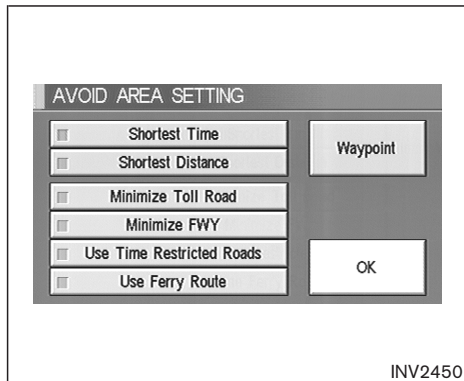 AVOID AREA SETTING
Shortest Time
Shortest Distance
Waypoint
Minimize Toll Road
Minimize FWY
Use Time Restricted Roads
Use Ferry Route
OK
INV2450